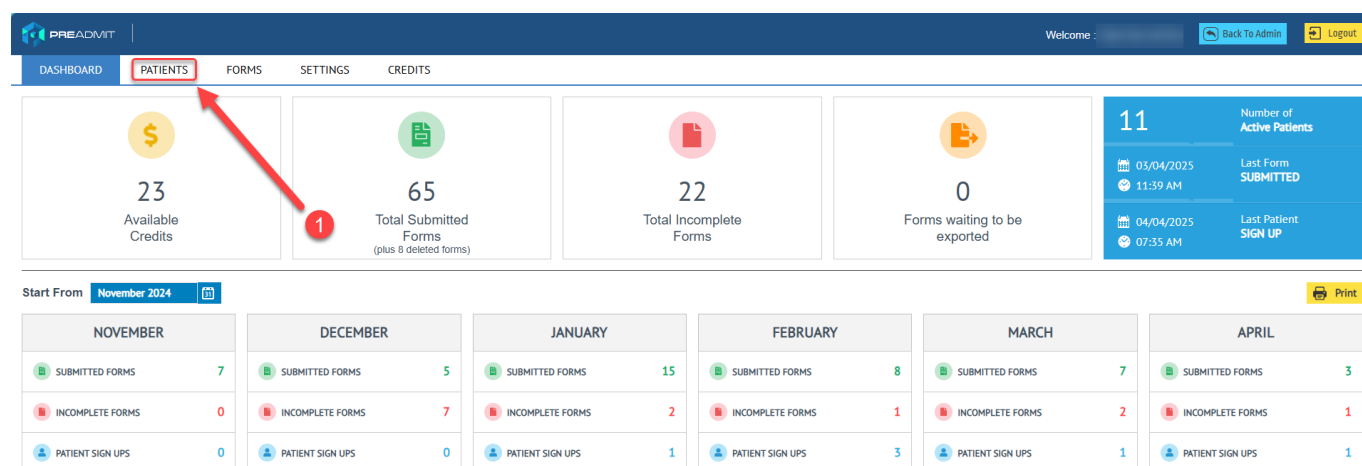 PREADMIT
Welcome :
Back To Admin
Logout
DASHBOARD PATIENTS FORMS SETTINGS CREDITS
23
Available
Credits
65
Total Submitted
Forms
(plus 8 deleted forms)
22
Total Incomplete
Forms
0
Forms waiting to be
exported
11
Number of
Active Patients
03/04/2025
11:39 AM
Last Form
SUBMITTED
04/04/2025
07:35 AM
Last Patient
SIGN UP
1
Start From November 2024 31
Print
NOVEMBER
SUBMITTED FORMS 7
INCOMPLETE FORMS 0
PATIENT SIGN UPS 0
DECEMBER
SUBMITTED FORMS 5
INCOMPLETE FORMS 7
PATIENT SIGN UPS 0
JANUARY
SUBMITTED FORMS 15
INCOMPLETE FORMS 2
PATIENT SIGN UPS 1
FEBRUARY
SUBMITTED FORMS 8
INCOMPLETE FORMS 1
PATIENT SIGN UPS 3
MARCH
SUBMITTED FORMS 7
INCOMPLETE FORMS 2
PATIENT SIGN UPS 1
APRIL
SUBMITTED FORMS 3
INCOMPLETE FORMS 1
PATIENT SIGN UPS 1